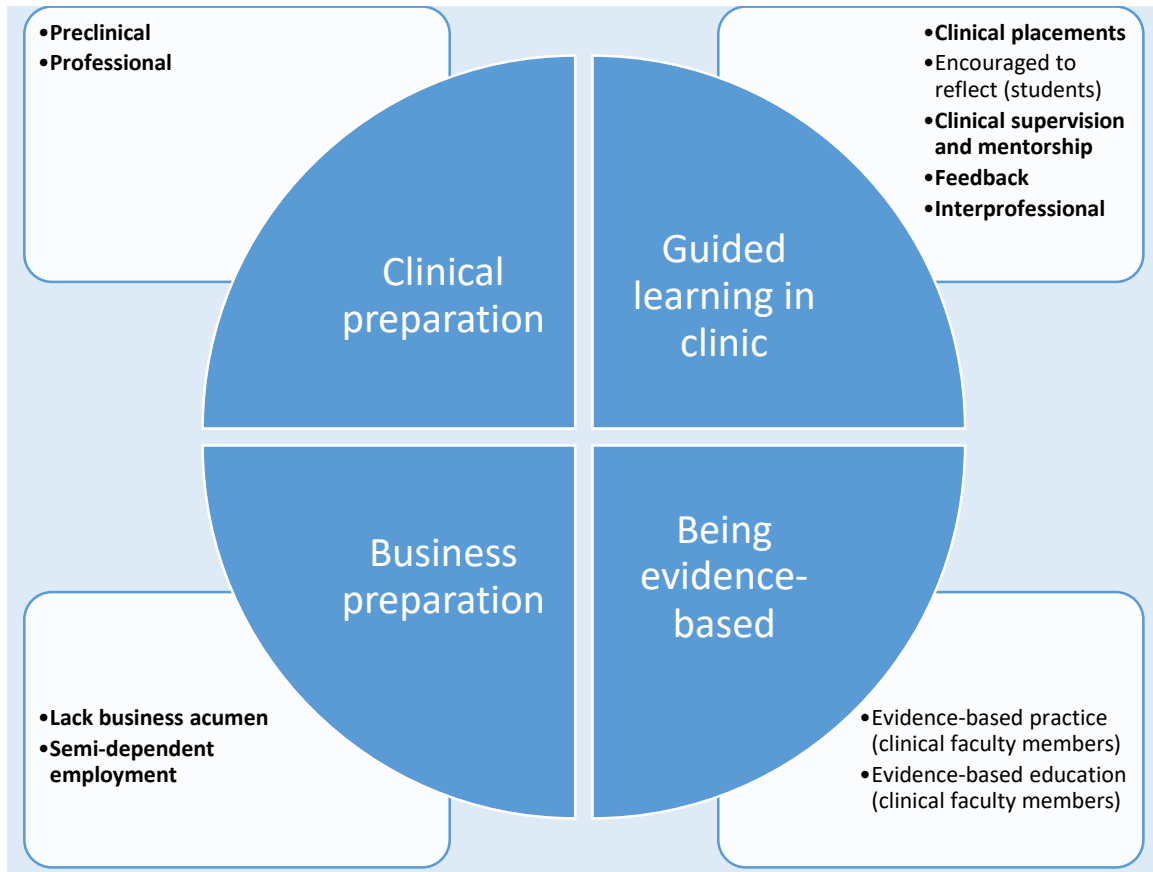 •Preclinical
•Professional
•Clinical placements
•Encouraged to
reflect (students)
•Clinical supervision
and mentorship
•Feedback
•Interprofessional
Clinical
preparation
Guided
learning in
clinic
Business
preparation
Being
evidence-
based
•Lack business acumen
•Semi-dependent
employment
•Evidence-based practice
(clinical faculty members)
•Evidence-based education
(clinical faculty members)